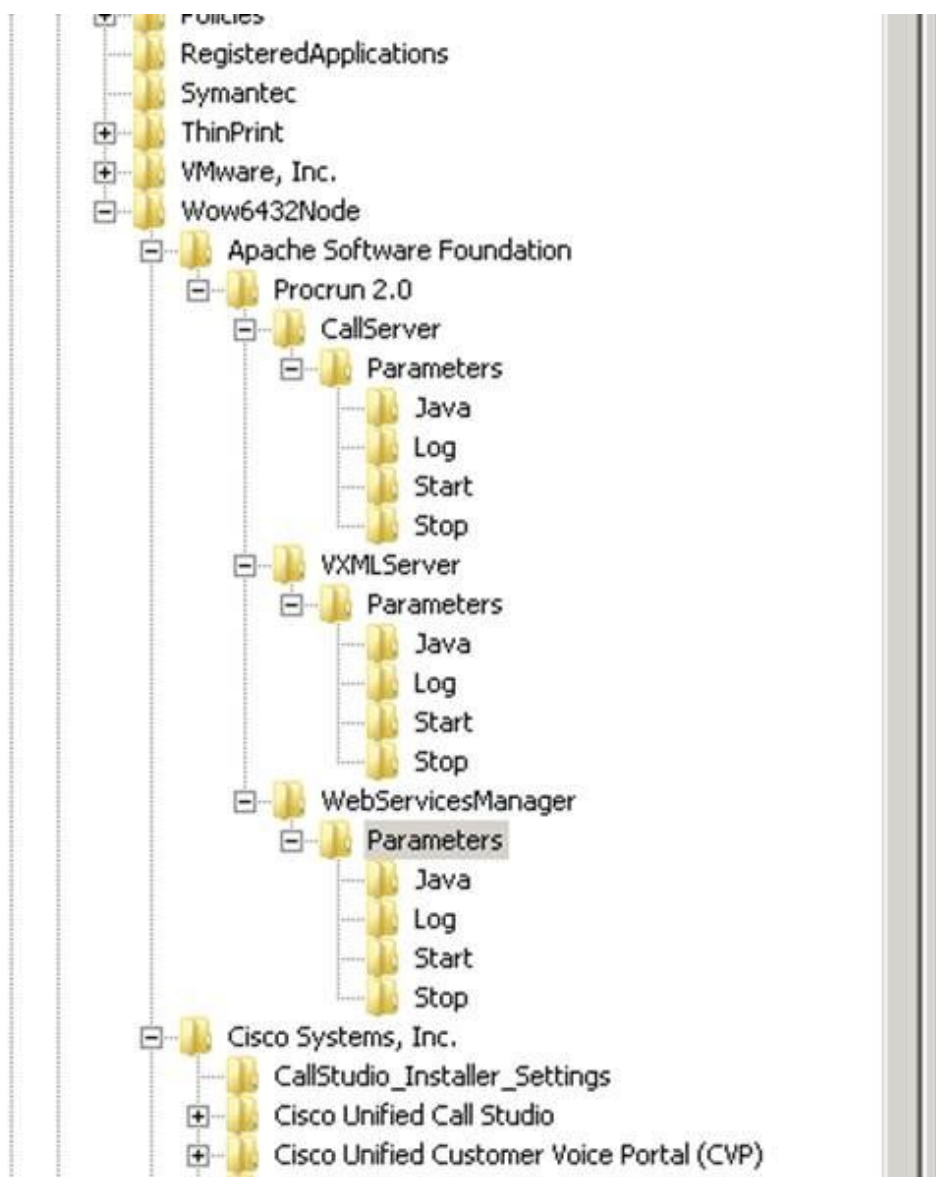 Policies
RegisteredApplications
Symantec
ThinPrint
VMware, Inc.
Wow6432Node
Apache Software Foundation
Procrun 2.0
CallServer
Parameters
Java
Log
Start
Stop
VXMLServer
Parameters
Java
Log
Start
Stop
WebServicesManager
Parameters
Java
Log
Start
Stop
Cisco Systems, Inc.
CallStudio_Installer_Settings
Cisco Unified Call Studio
Cisco Unified Customer Voice Portal (CVP)